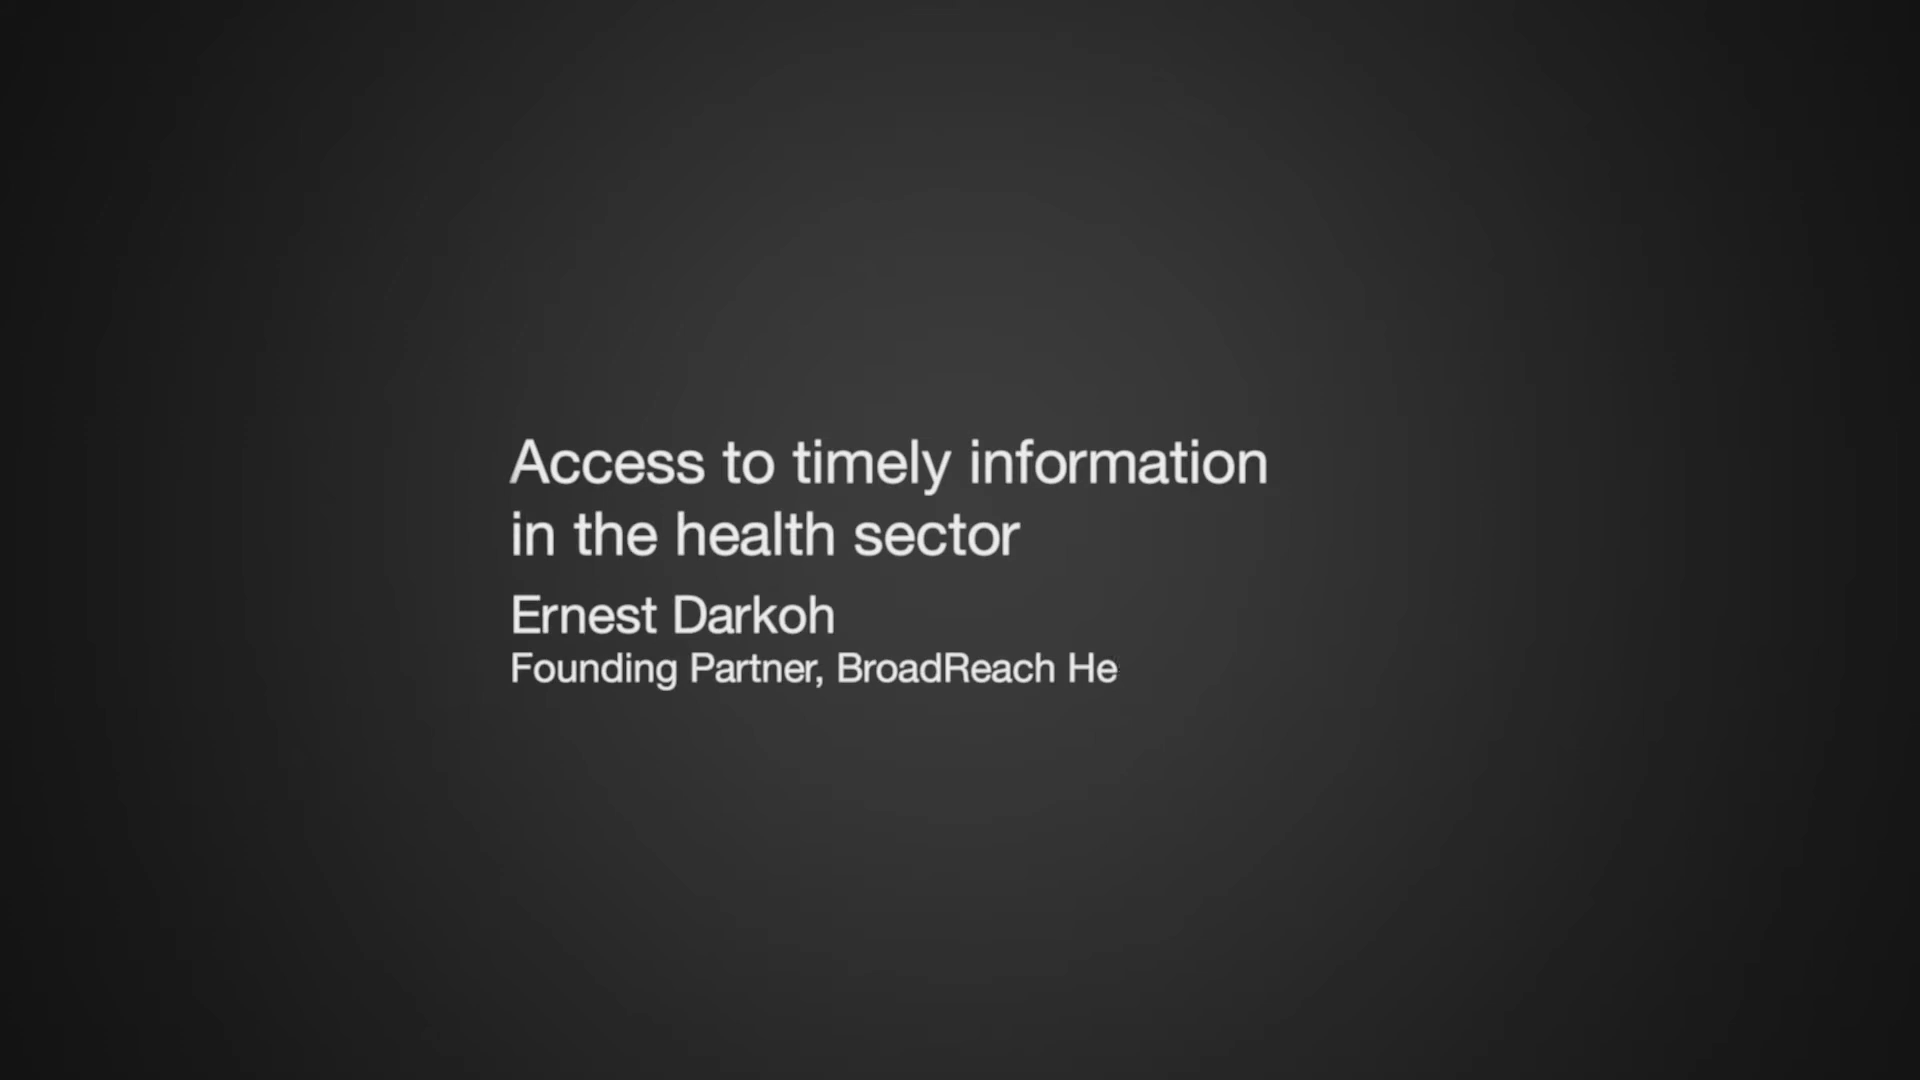 Access to timely information
in the health sector
Ernest Darkoh
Founding Partner, BroadReach He